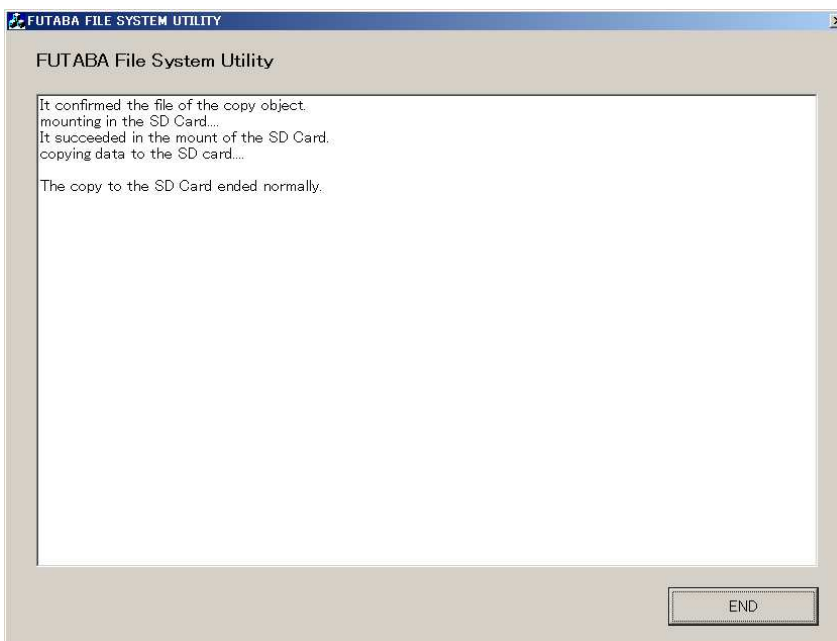 FUTABA FILE SYSTEM UTILITY
FUTABA File System Utility
It confirmed the file of the copy object.
mounting in the SD Card....
It succeeded in the mount of the SD Card.
copying data to the SD card....
The copy to the SD Card ended normally.
END